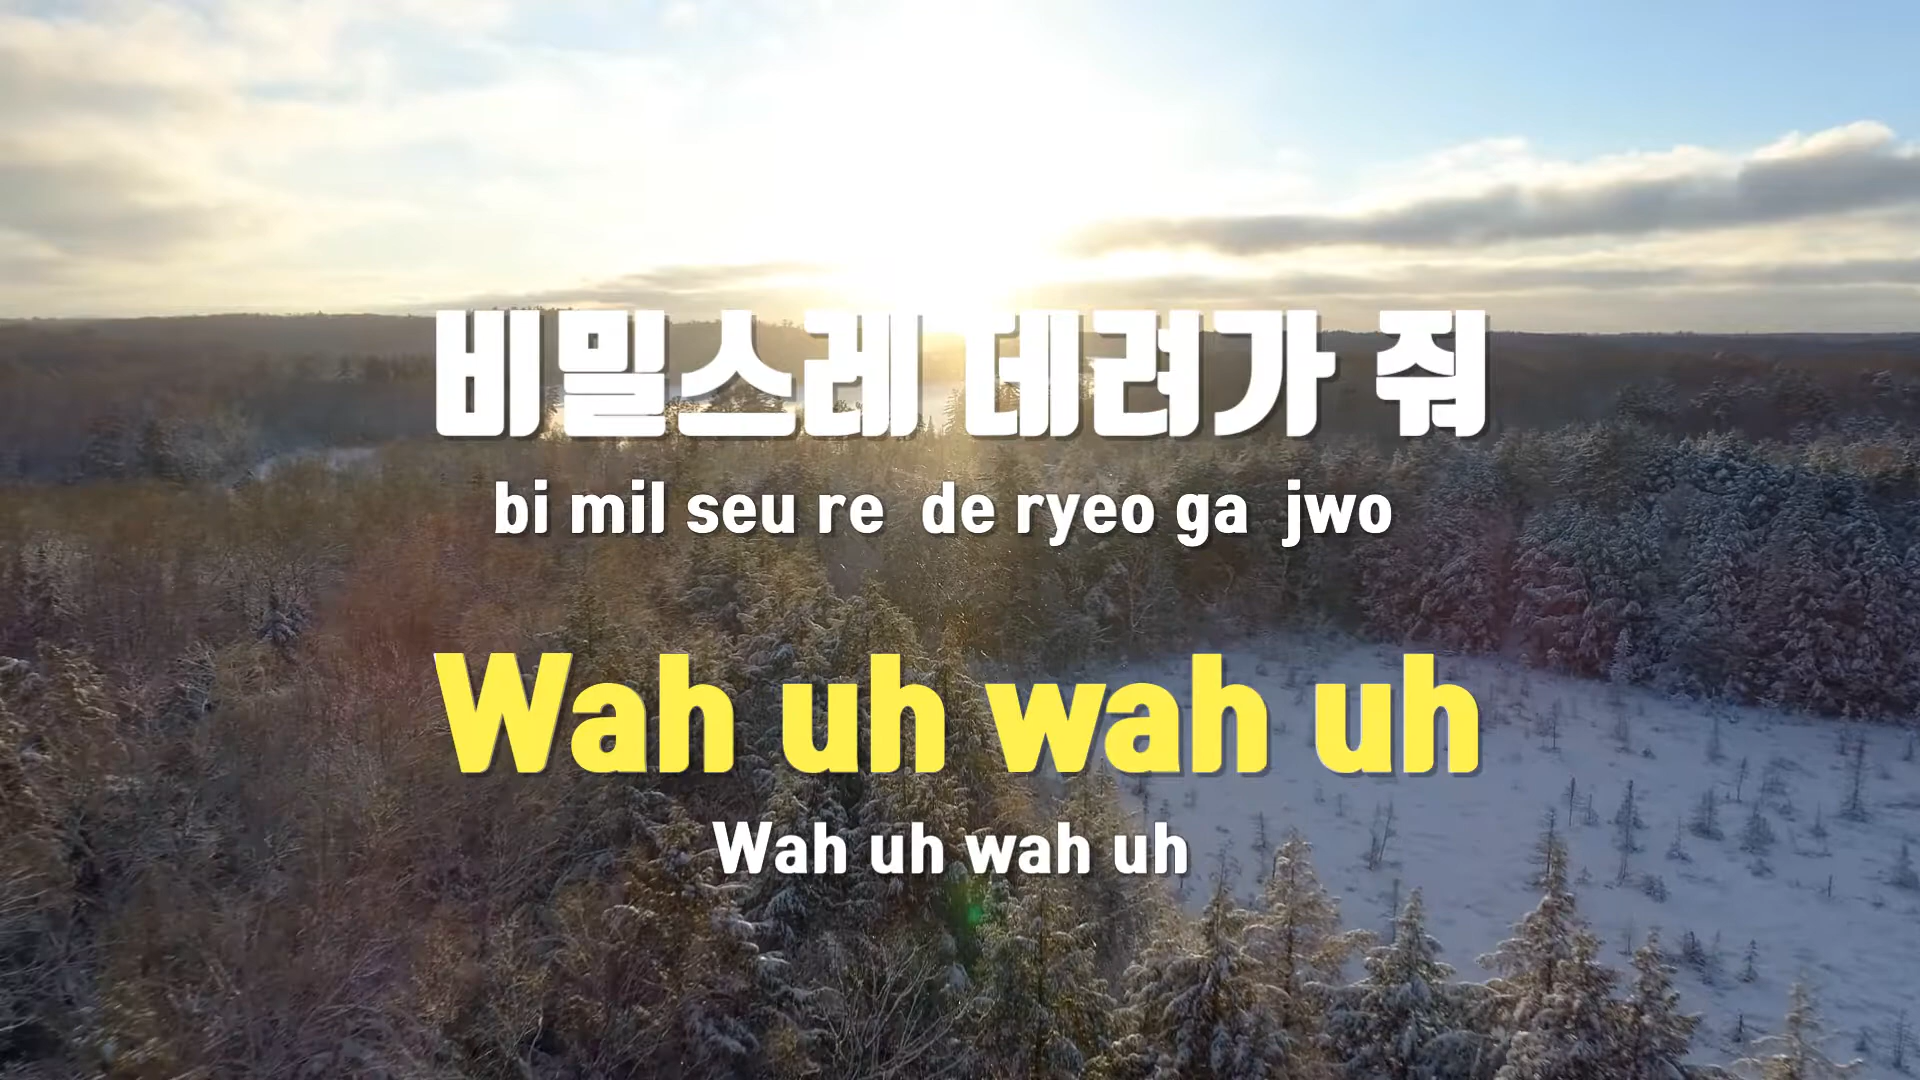 비밀스레 데려가 줘
bi mil seu re de ryeo ga jwo
Wah uh wah uh
Wah uh wah uh